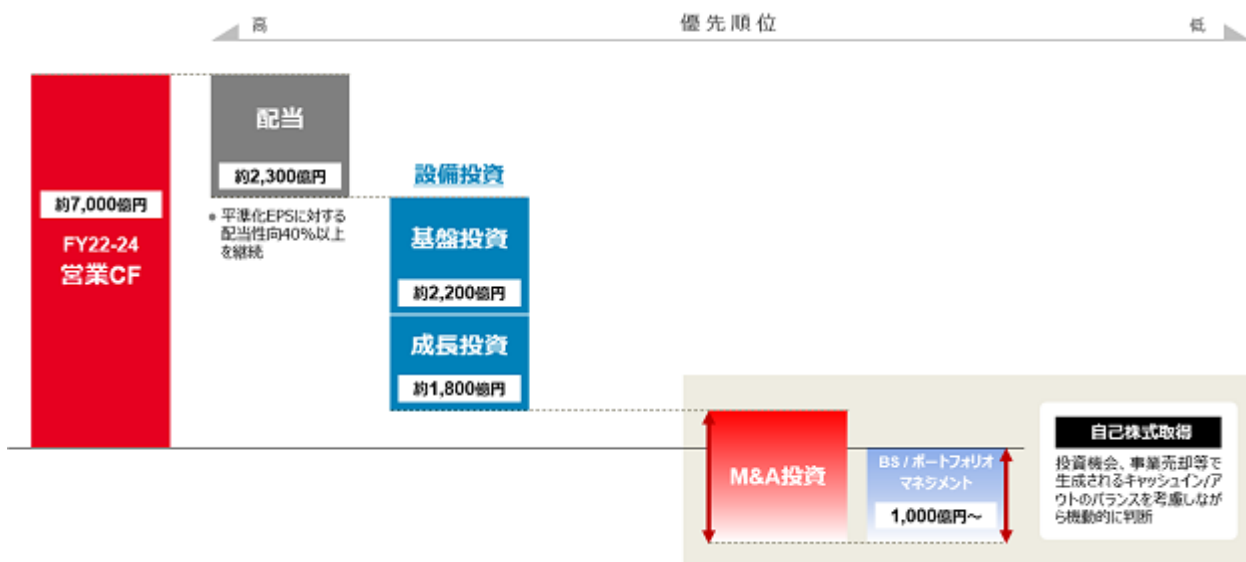 高
優先順位
低
約7,000億円
FY22-24
営業CF
配当
約2,300億円
● 平準化EPSに対する
配当性向40%以上
を継続
設備投資
基盤投資
約2,200億円
成長投資
約1,800億円
M&A投資
BS / ポートフォリオ
マネジメント
1,000億円～
自己株式取得
投資機会、事業売却等で
生成されるキャッシュイン/ア
ウトのバランスを考慮しなが
ら機動的に判断